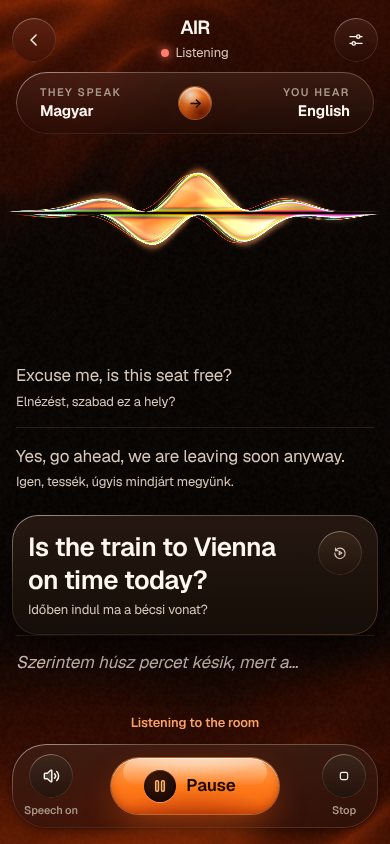 AIR
Listening
THEY SPEAK
Magyar
YOU HEAR
English
Excuse me, is this seat free?
Elnézést, szabad ez a hely?
Yes, go ahead, we are leaving soon anyway.
Igen, tessék, úgyis mindjárt megyünk.
Is the train to Vienna
on time today?
Időben indul ma a bécsi vonat?
Szerintem húsz percet késik, mert a...
Listening to the room
Speech on
Pause
Stop